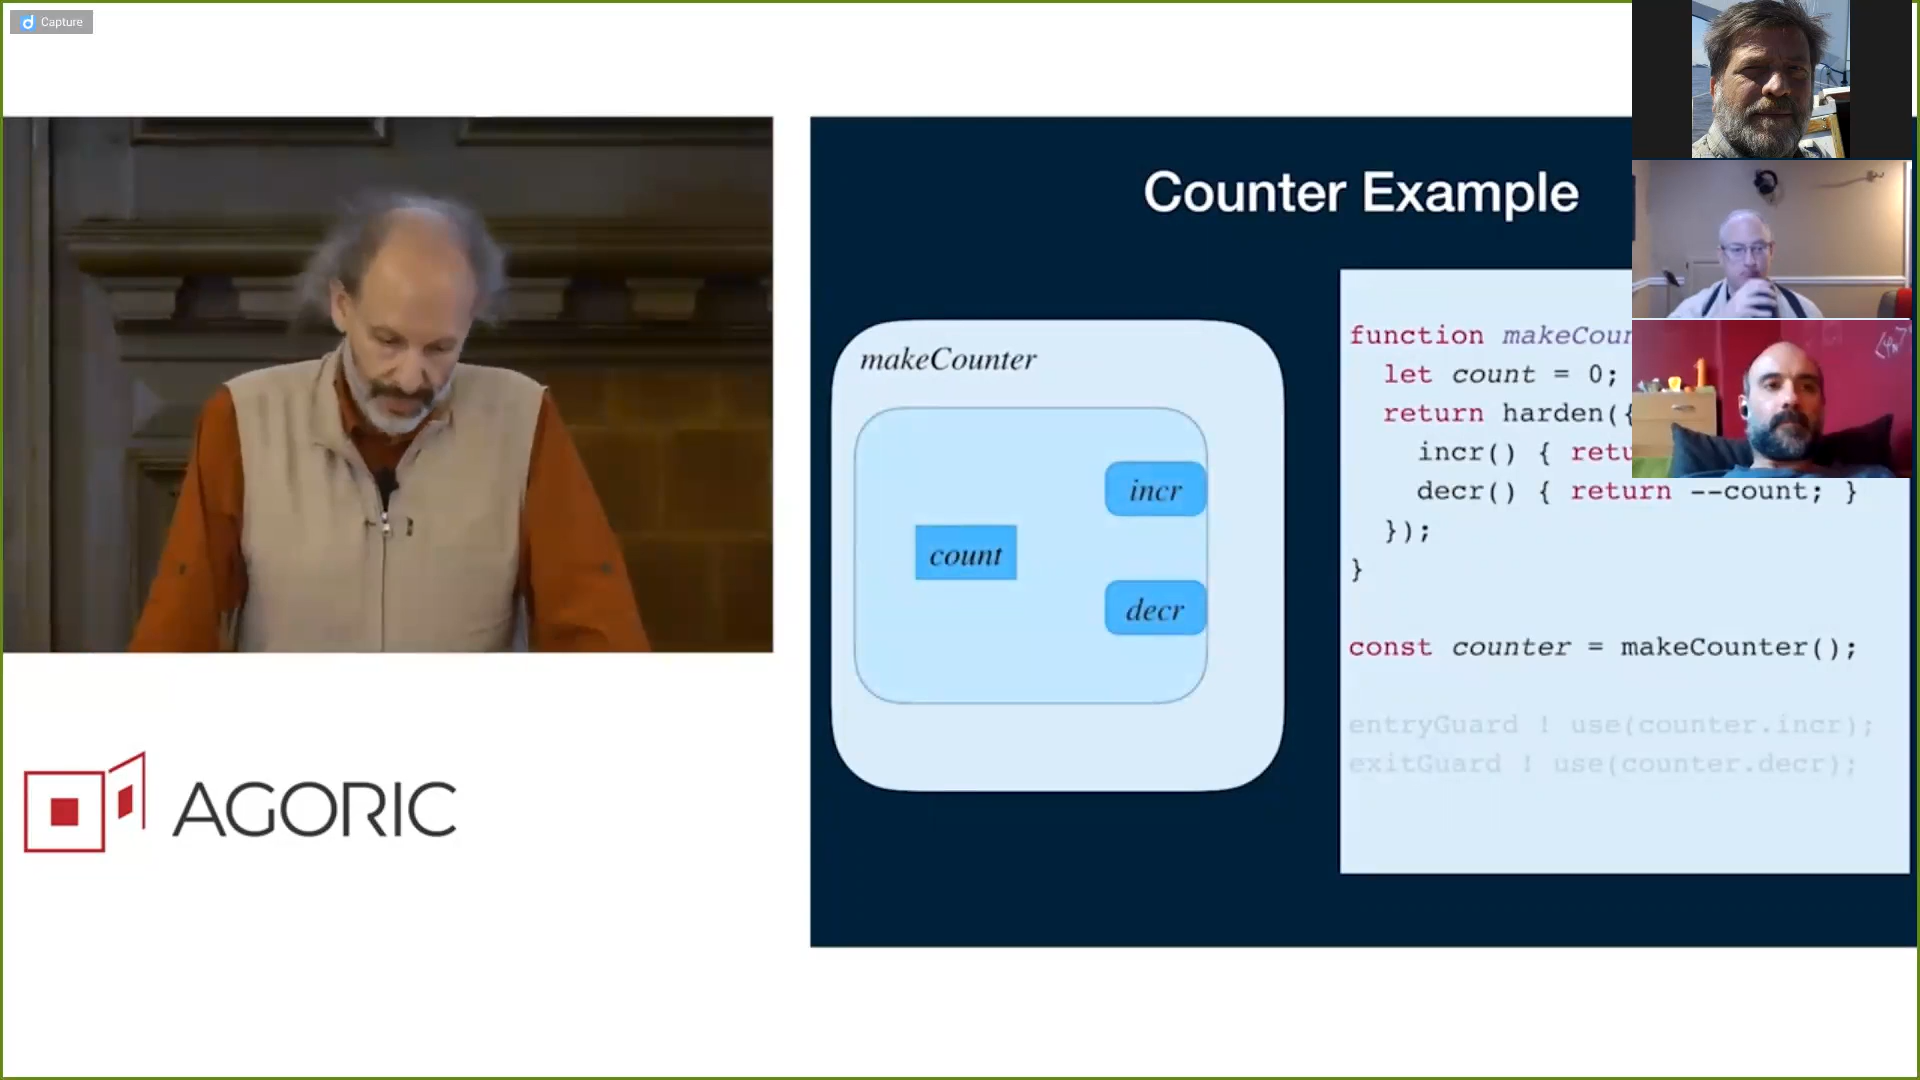 Capture
Counter Example
makeCounter
incr
count
decr
function makeCou
let count = 0;
return harden({
incr() { retu
decr() { return --count; }
});
}
const counter = makeCounter();
entryGuard ! use(counter.incr);
exitGuard ! use(counter.decr);
AGORIC